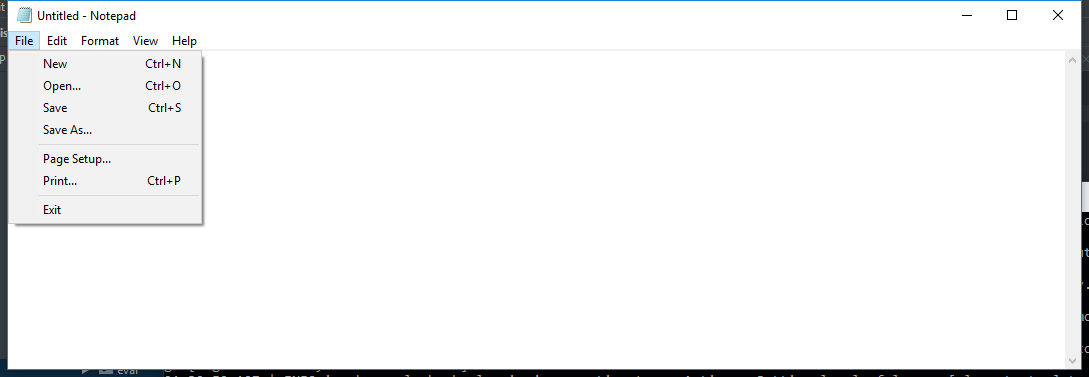 Untitled - Notepad
File Edit Format View Help
New Ctrl+N
Open... Ctrl+O
Save Ctrl+S
Save As...
Page Setup...
Print... Ctrl+P
Exit